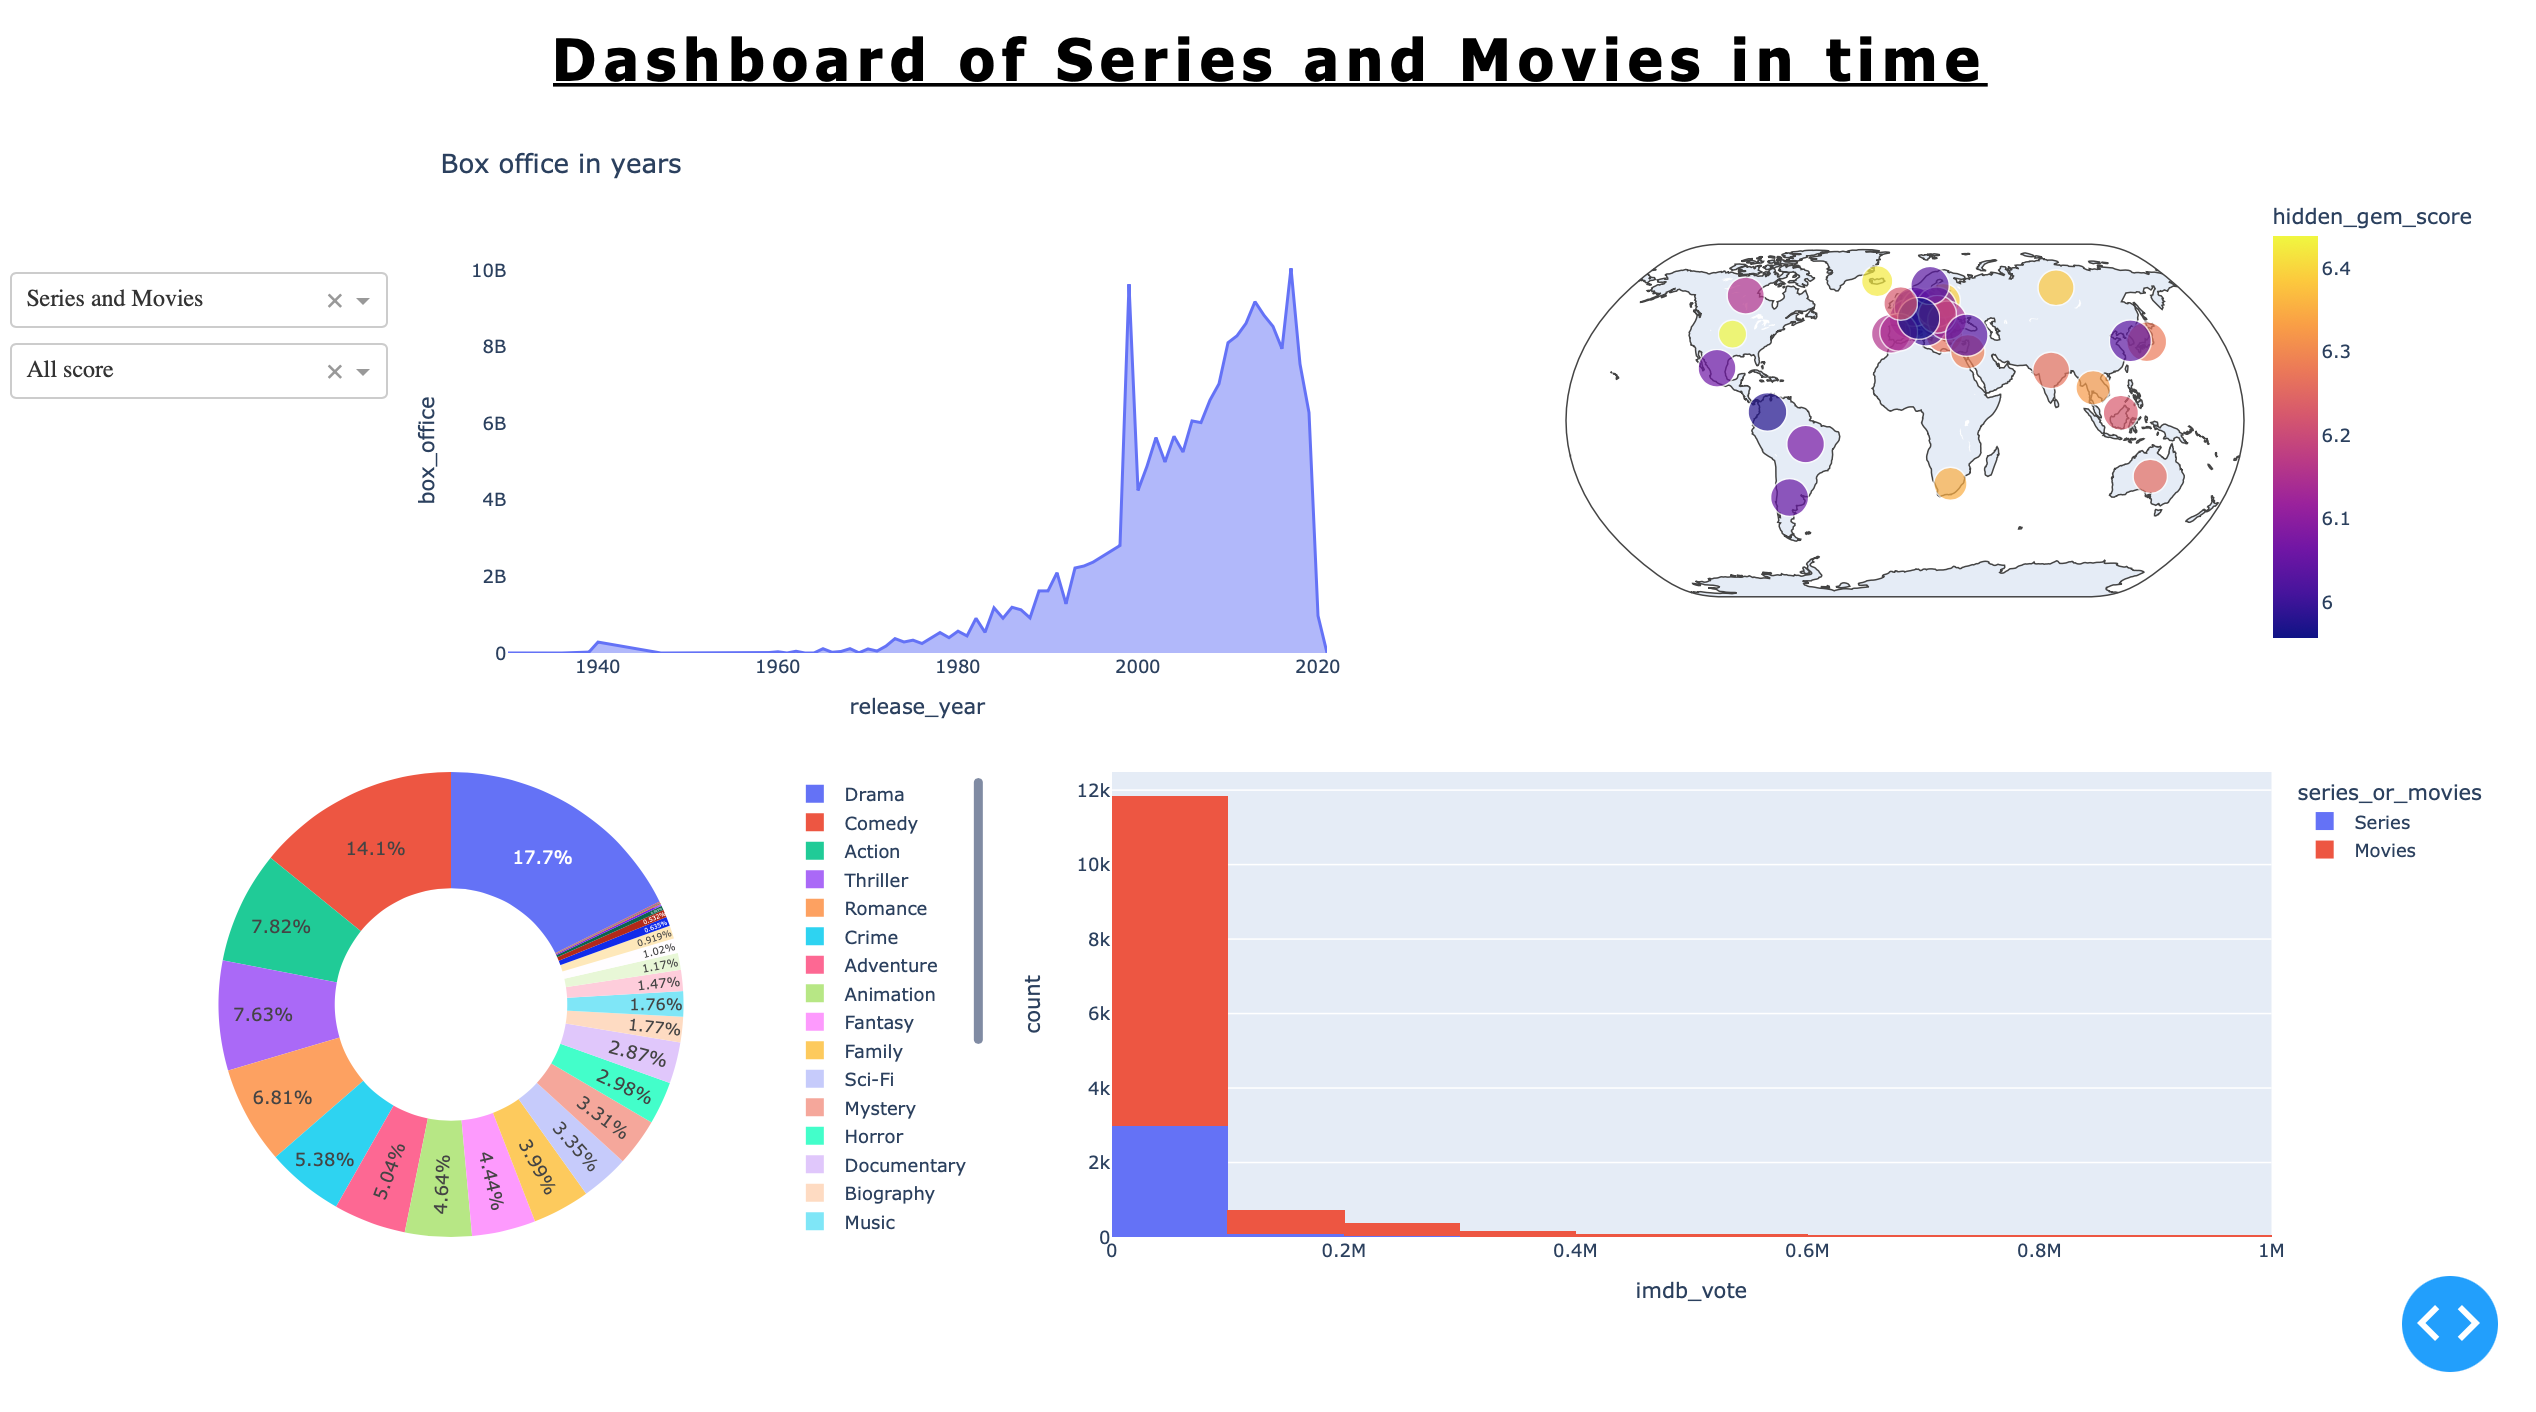 Dashboard of Series and Movies in time
Box office in years
Series and Movies
All score
box_office
10B
8B
6B
4B
2B
0
1940
1960
1980
2000
2020
release_year
hidden_gem_score
6.4
6.3
6.2
6.1
6
17.7%
14.1%
7.82%
7.63%
6.81%
5.38%
5.04%
4.64%
4.44%
3.99%
3.35%
3.31%
2.98%
2.87%
1.77%
1.76%
1.47%
1.17%
1.02%
0.919%
0.635%
0.532%
Drama
Comedy
Action
Thriller
Romance
Crime
Adventure
Animation
Fantasy
Family
Sci-Fi
Mystery
Horror
Documentary
Biography
Music
count
12k
10k
8k
6k
4k
2k
0
0
0.2M
0.4M
0.6M
0.8M
1M
imdb_vote
series_or_movies
Series
Movies